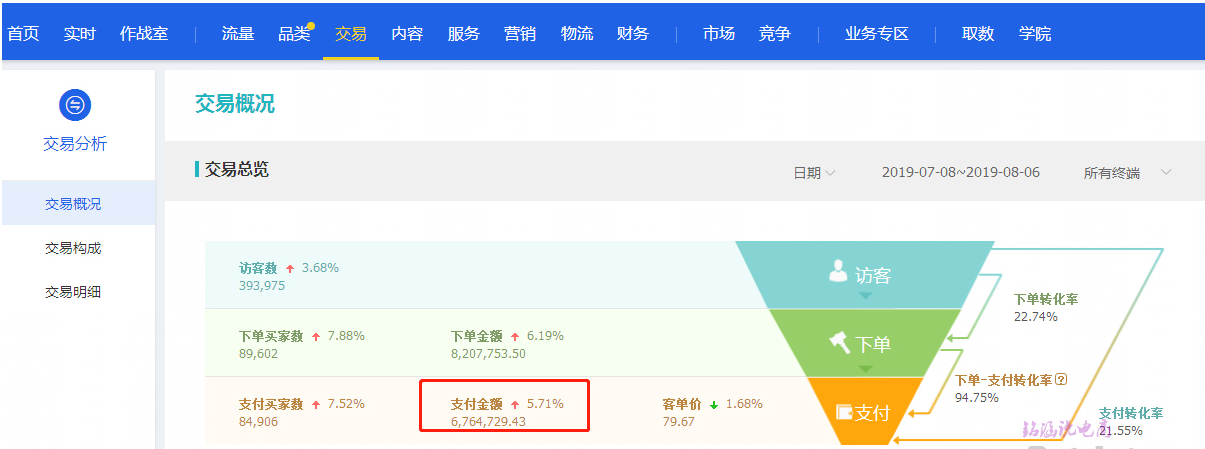 首页 实时 作战室 流量 品类 交易 内容 服务 营销 物流 财务 市场 竞争 业务专区 取数 学院
交易分析
交易概况
交易构成
交易明细
交易概况
交易总览 日期 2019-07-08~2019-08-06 所有终端
访客数 3.68%
393,975
下单买家数 7.88% 下单金额 6.19%
89,602 8,207,753.50
支付买家数 7.52% 支付金额 5.71% 客单价 1.68%
84,906 6,764,729.43 79.67
访客
下单
支付
下单转化率
22.74%
下单-支付转化率?
94.75%
支付转化率
21.55%